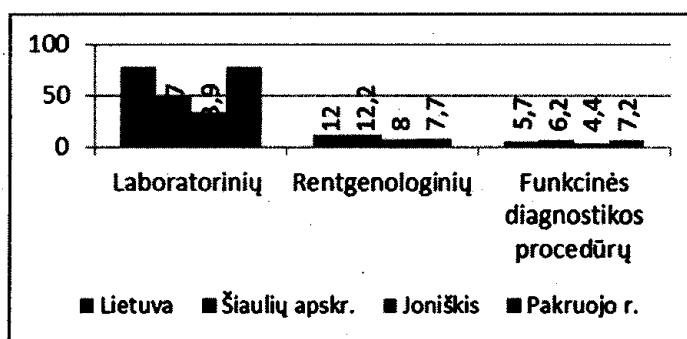 100
50
0
12
12,2
8
7,7
5,7
6,2
4,4
7,2
Laboratorinių Rentgenologinių Funkcinės
diagnostikos
procedūrų
Lietuva Šiaulių apskr. Joniškis Pakruojo r.